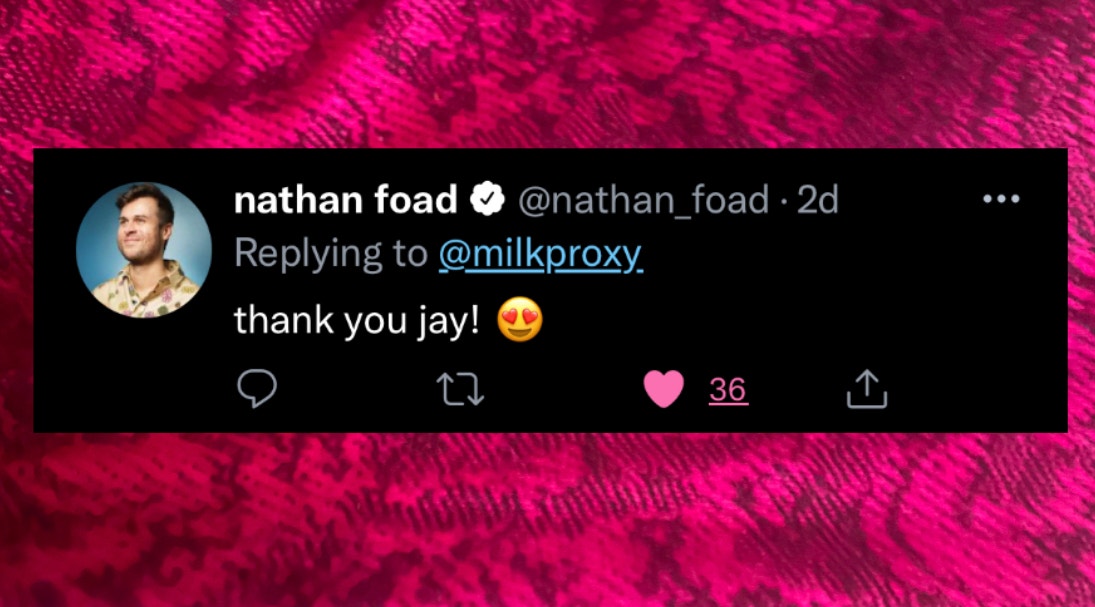 nathan foad @nathan_foad · 2d
Replying to @milkproxy
thank you jay! 😍
36